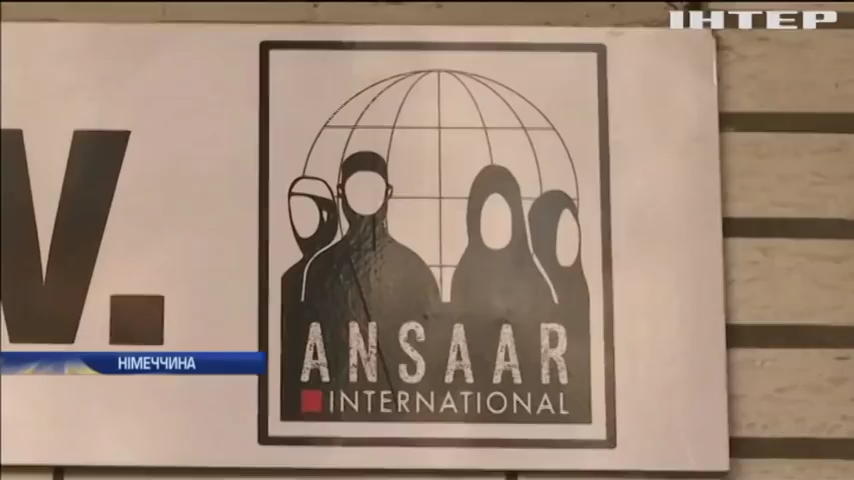 ІНТЕР
V.
НІМЕЧЧИНА
ANSAAR
INTERNATIONAL